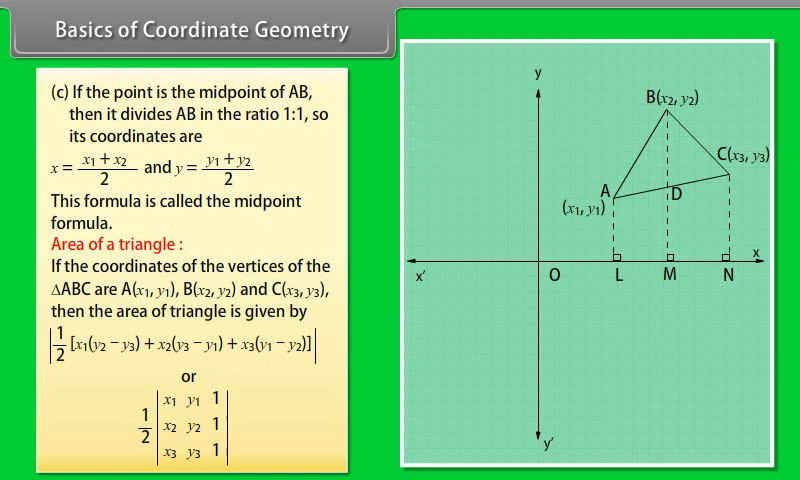 Basics of Coordinate Geometry
(c) If the point is the midpoint of AB,
then it divides AB in the ratio 1:1, so
its coordinates are
x = (x₁ + x₂)/2 and y = (y₁ + y₂)/2
This formula is called the midpoint
formula.
Area of a triangle :
If the coordinates of the vertices of the
ΔABC are A(x₁, y₁), B(x₂, y₂) and C(x₃, y₃),
then the area of triangle is given by
|1/2 [x₁(y₂ − y₃) + x₂(y₃ − y₁) + x₃(y₁ − y₂)]|
or
1/2 | x₁ y₁ 1 |
| x₂ y₂ 1 |
| x₃ y₃ 1 |
y
B(x₂, y₂)
C(x₃, y₃)
A
(x₁, y₁)
D
x
x′
O
L
M
N
y′